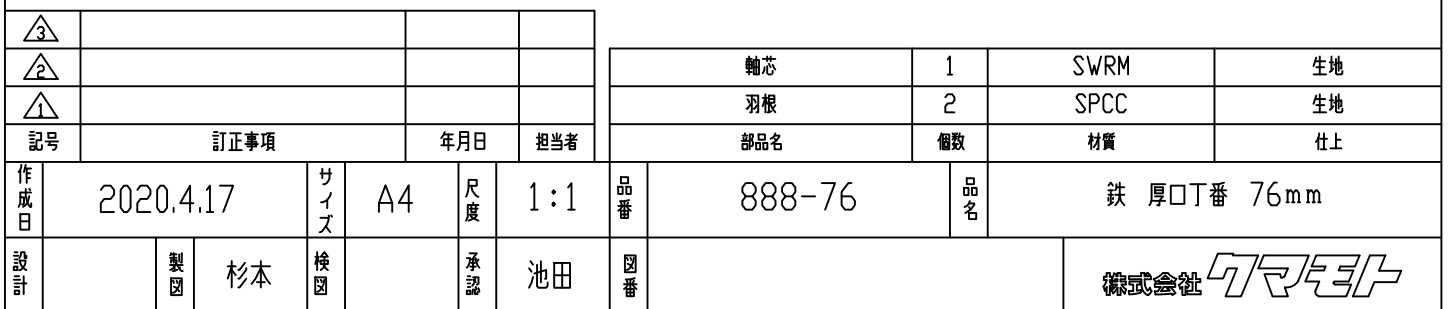 3
2
1
記号 訂正事項 年月日 担当者
軸芯 1 SWRM 生地
羽根 2 SPCC 生地
部品名 個数 材質 仕上
作成日 2020.4.17 サイズ A4 尺度 1:1 品番 888-76 品名 鉄 厚口丁番 76mm
設計 製図 杉本 検図 承認 池田 図番 株式会社クマモト